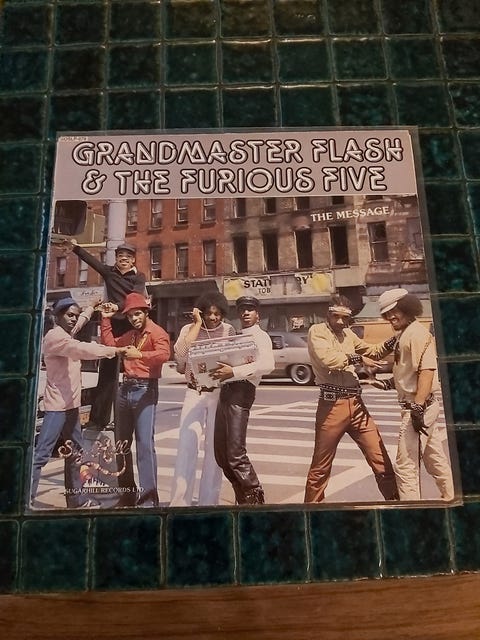 GRANDMASTER FLASH
& THE FURIOUS FIVE
THE MESSAGE
SUGARHILL RECORDS LTD.